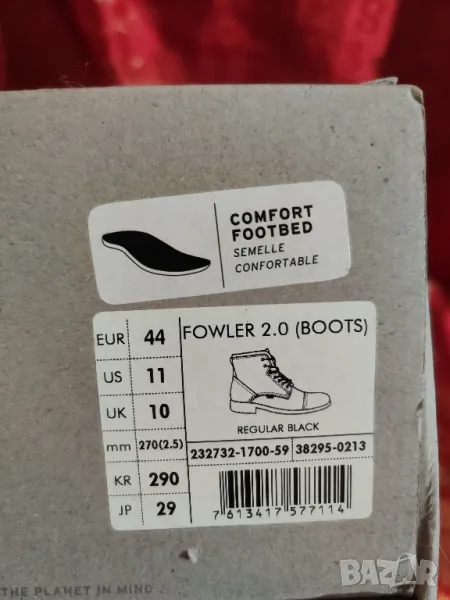 COMFORT
FOOTBED
SEMELLE
CONFORTABLE
EUR 44
US 11
UK 10
mm 270(2.5)
KR 290
JP 29
FOWLER 2.0 (BOOTS)
REGULAR BLACK
232732-1700-59 38295-0213
7 613417 577114
THE PLANET IN MIND
bazar